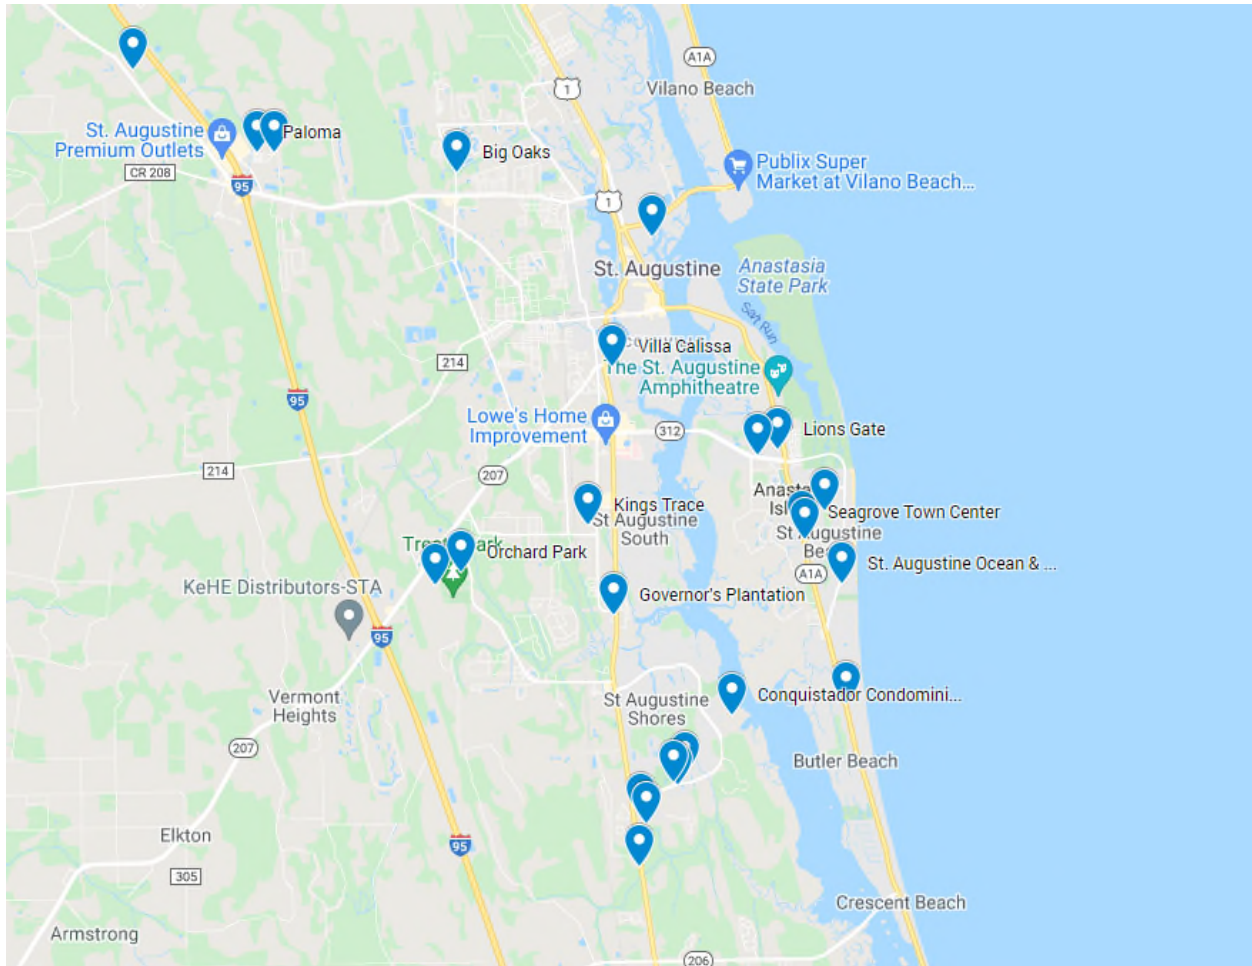 A1A
Vilano Beach
1
St. Augustine
Premium Outlets
Paloma
Big Oaks
CR 208
95
Publix Super
Market at Vilano Beach...
1
St. Augustine
Anastasia
State Park
Salt Run
Villa Calissa
214
The St. Augustine
Amphitheatre
95
Lowe's Home
Improvement
312
Lions Gate
214
207
Kings Trace
St Augustine
South
Seagrove Town Center
St Augustine
Orchard Park
St. Augustine Ocean & ...
A1A
KeHE Distributors-STA
Governor's Plantation
95
Vermont
Heights
St Augustine
Shores
Conquistador Condomini...
207
Butler Beach
Elkton
95
305
Crescent Beach
Armstrong
206